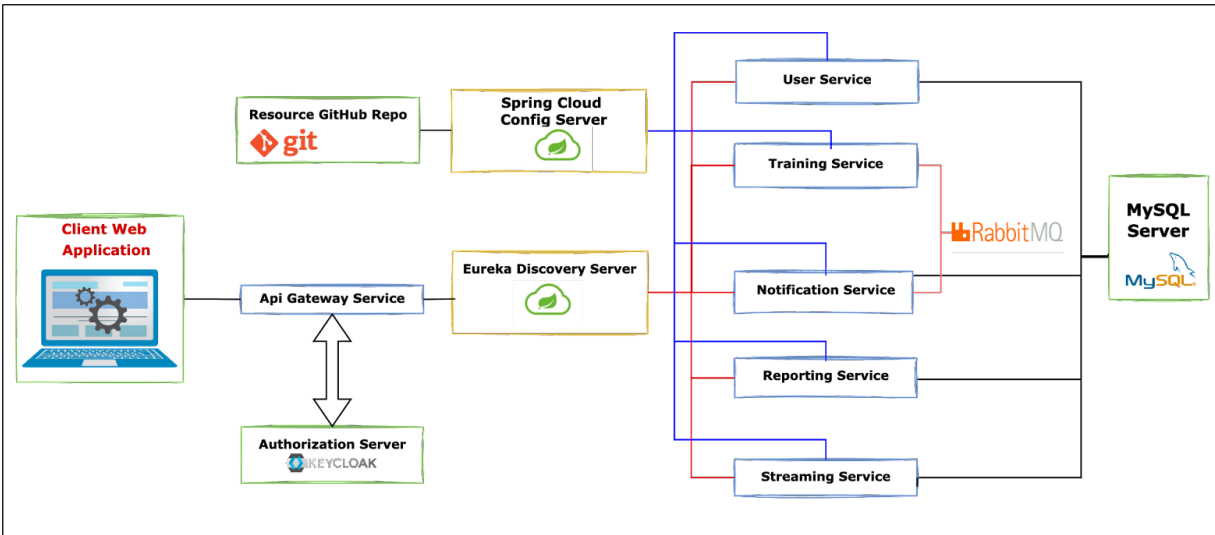 User Service
Resource GitHub Repo
git
Spring Cloud
Config Server
Training Service
Client Web
Application
RabbitMQ
MySQL
Server
MySQL
Eureka Discovery Server
Api Gateway Service
Notification Service
Reporting Service
Authorization Server
KEYCLOAK
Streaming Service